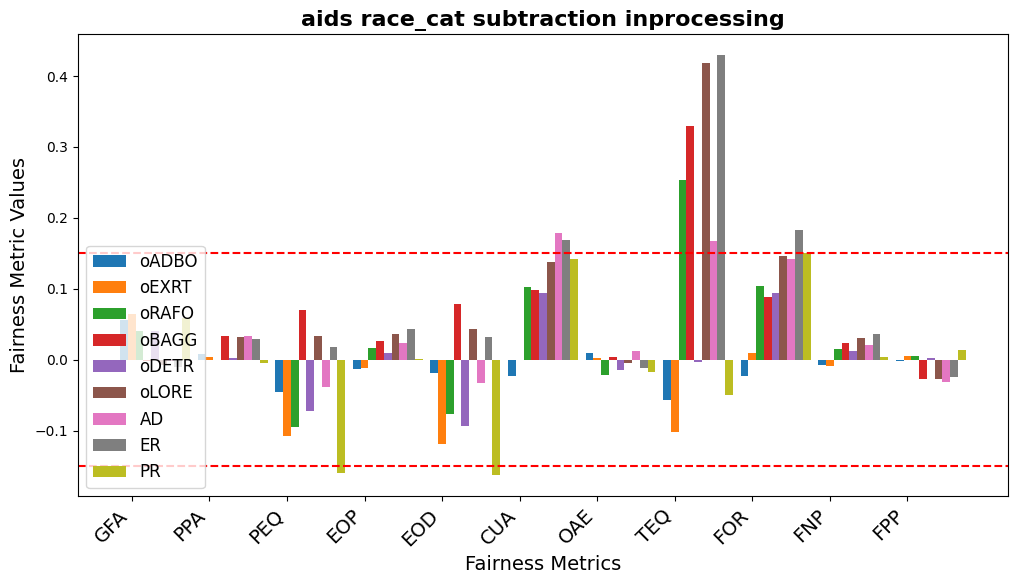 aids race_cat subtraction inprocessing
Fairness Metric Values
0.4
0.3
0.2
0.1
0.0
−0.1
oADBO
oEXRT
oRAFO
oBAGG
oDETR
oLORE
AD
ER
PR
GFA
PPA
PEQ
EOP
EOD
CUA
OAE
TEQ
FOR
FNP
FPP
Fairness Metrics